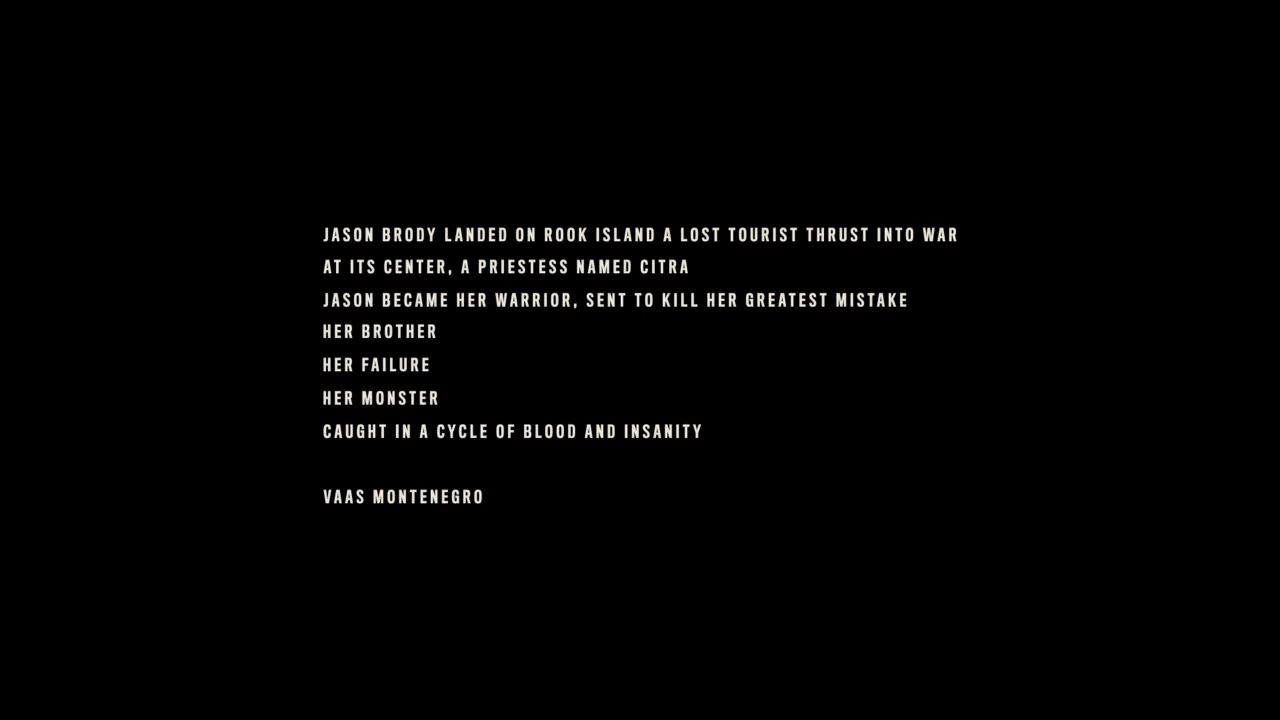 JASON BRODY LANDED ON ROOK ISLAND A LOST TOURIST THRUST INTO WAR
AT ITS CENTER, A PRIESTESS NAMED CITRA
JASON BECAME HER WARRIOR, SENT TO KILL HER GREATEST MISTAKE
HER BROTHER
HER FAILURE
HER MONSTER
CAUGHT IN A CYCLE OF BLOOD AND INSANITY
VAAS MONTENEGRO